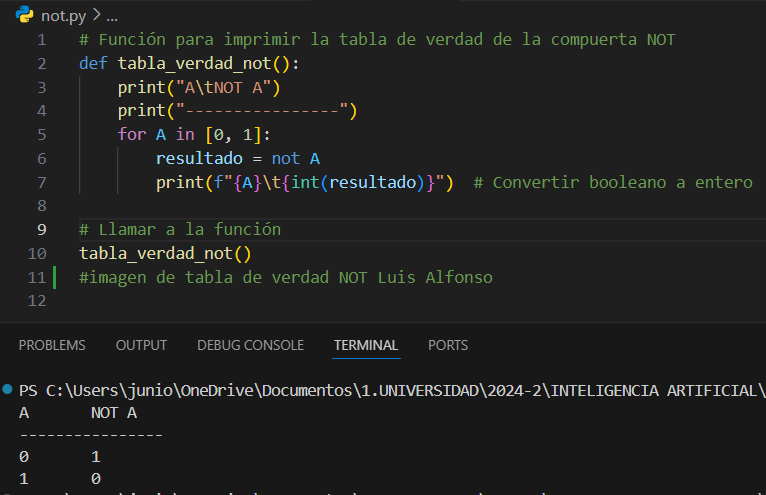 not.py > ...
1 # Función para imprimir la tabla de verdad de la compuerta NOT
2 def tabla_verdad_not():
3     print("A\tNOT A")
4     print("----------------")
5     for A in [0, 1]:
6         resultado = not A
7         print(f"{A}\t{int(resultado)}")  # Convertir booleano a entero
8
9 # Llamar a la función
10 tabla_verdad_not()
11 #imagen de tabla de verdad NOT Luis Alfonso
12
PROBLEMS OUTPUT DEBUG CONSOLE TERMINAL PORTS
PS C:\Users\junio\OneDrive\Documentos\1.UNIVERSIDAD\2024-2\INTELIGENCIA ARTIFICIAL\
A       NOT A
----------------
0       1
1       0